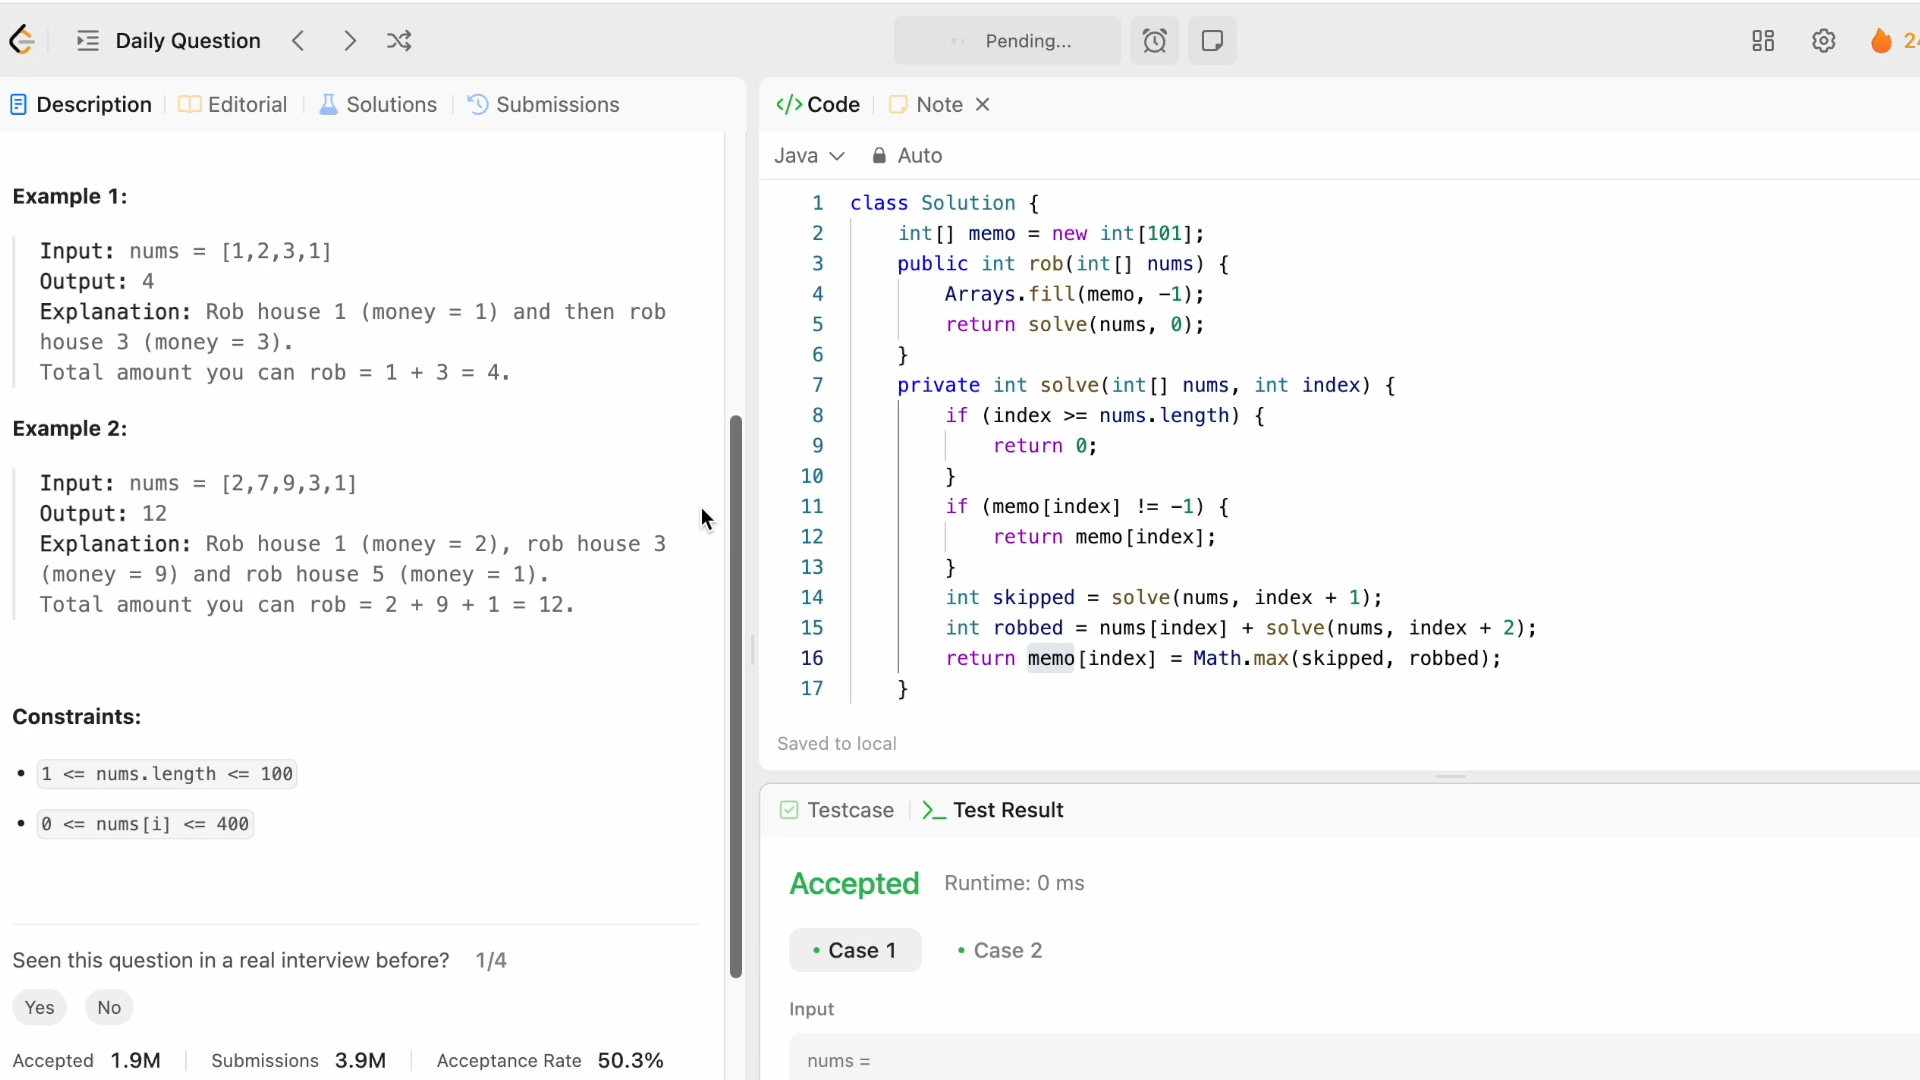 Daily Question
Pending...
Description
Editorial
Solutions
Submissions
Example 1:
Input: nums = [1,2,3,1]
Output: 4
Explanation: Rob house 1 (money = 1) and then rob
house 3 (money = 3).
Total amount you can rob = 1 + 3 = 4.
Example 2:
Input: nums = [2,7,9,3,1]
Output: 12
Explanation: Rob house 1 (money = 2), rob house 3
(money = 9) and rob house 5 (money = 1).
Total amount you can rob = 2 + 9 + 1 = 12.
Constraints:
• 1 <= nums.length <= 100
• 0 <= nums[i] <= 400
Seen this question in a real interview before? 1/4
Yes No
Accepted 1.9M Submissions 3.9M Acceptance Rate 50.3%
</> Code
Note
Java Auto
1 class Solution {
2 int[] memo = new int[101];
3 public int rob(int[] nums) {
4 Arrays.fill(memo, -1);
5 return solve(nums, 0);
6 }
7 private int solve(int[] nums, int index) {
8 if (index >= nums.length) {
9 return 0;
10 }
11 if (memo[index] != -1) {
12 return memo[index];
13 }
14 int skipped = solve(nums, index + 1);
15 int robbed = nums[index] + solve(nums, index + 2);
16 return memo[index] = Math.max(skipped, robbed);
17 }
Saved to local
Testcase
>_ Test Result
Accepted Runtime: 0 ms
• Case 1 • Case 2
Input
nums =